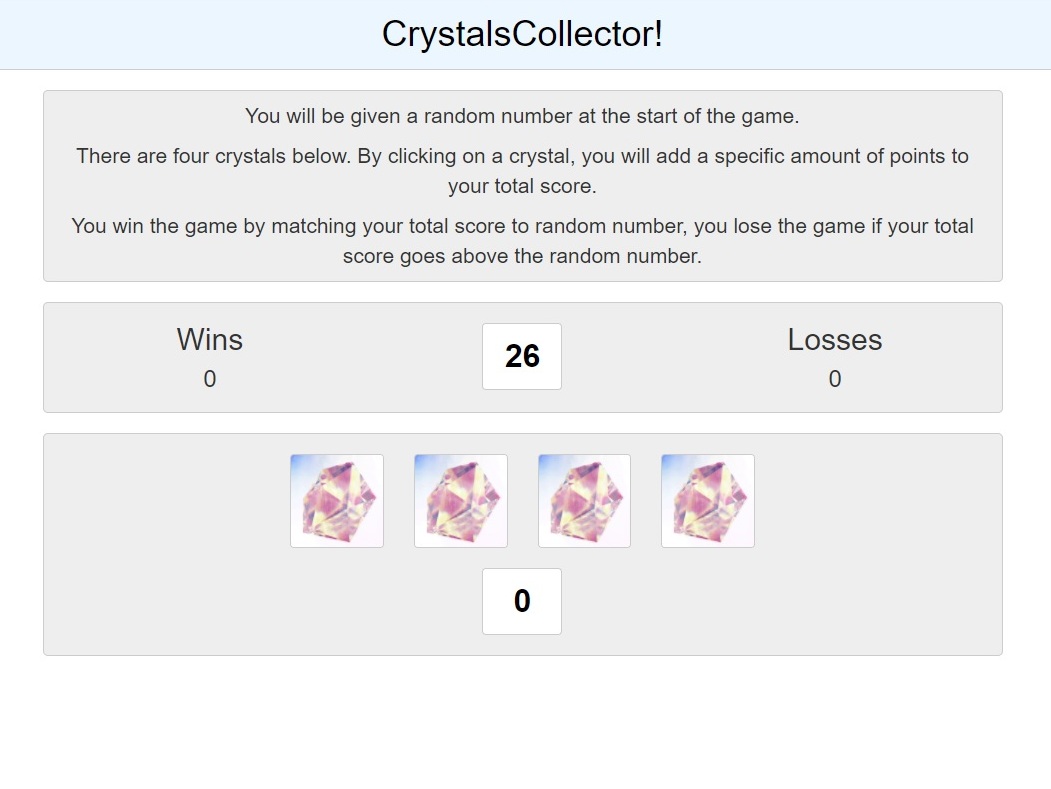 CrystalsCollector!
You will be given a random number at the start of the game.
There are four crystals below. By clicking on a crystal, you will add a specific amount of points to
your total score.
You win the game by matching your total score to random number, you lose the game if your total
score goes above the random number.
Wins
0
26
Losses
0
0